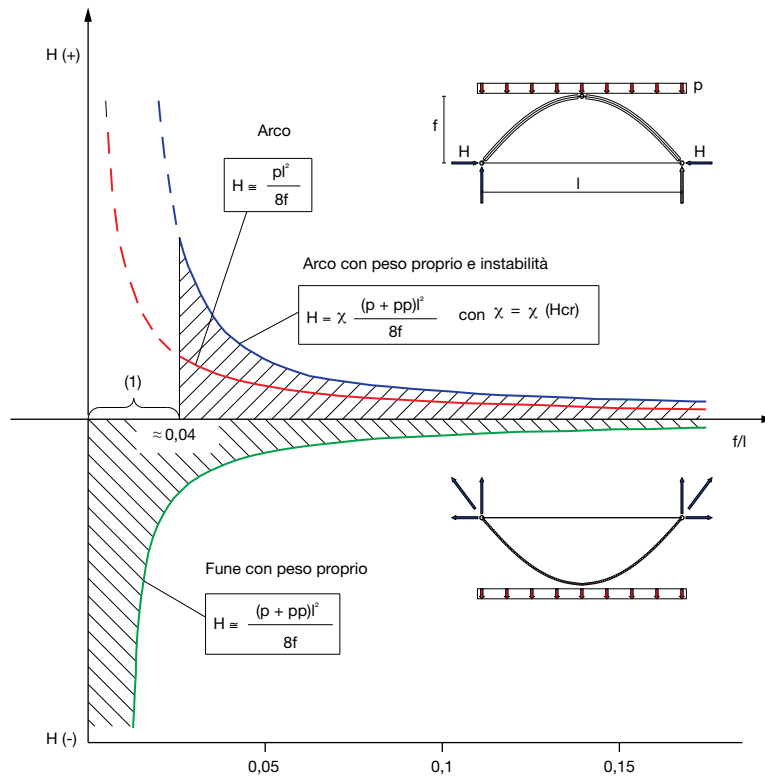 H (+)
p
f
H
H
l
Arco
H ≅ pl²
8f
Arco con peso proprio e instabilità
H = χ (p + pp)l²
8f
con χ = χ (Hcr)
(1)
≈ 0,04
f/l
Fune con peso proprio
H ≅ (p + pp)l²
8f
H (-)
0,05
0,1
0,15